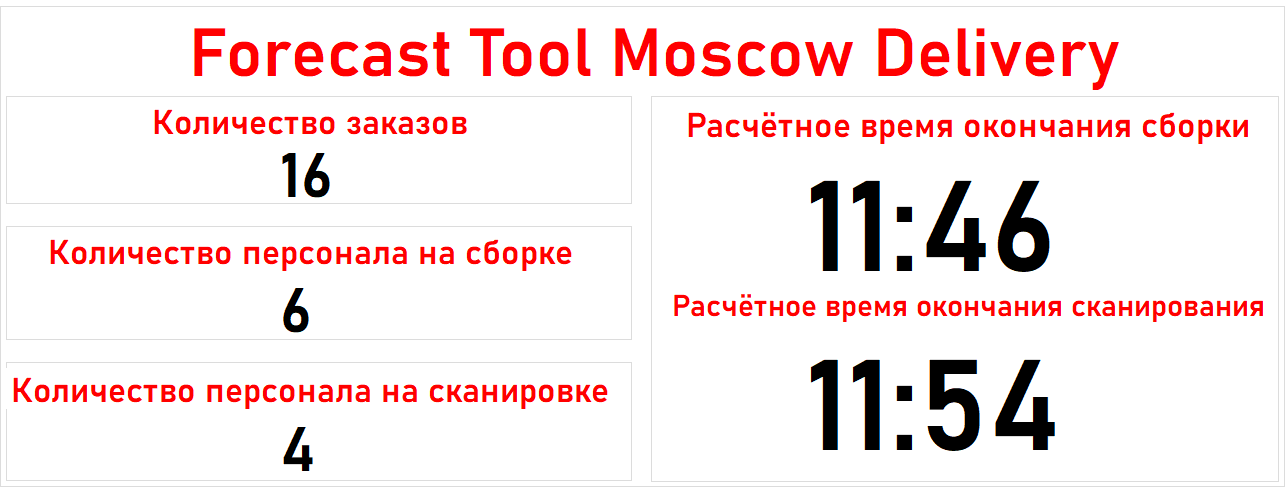 Forecast Tool Moscow Delivery
Количество заказов
16
Количество персонала на сборке
6
Количество персонала на сканировке
4
Расчётное время окончания сборки
11:46
Расчётное время окончания сканирования
11:54